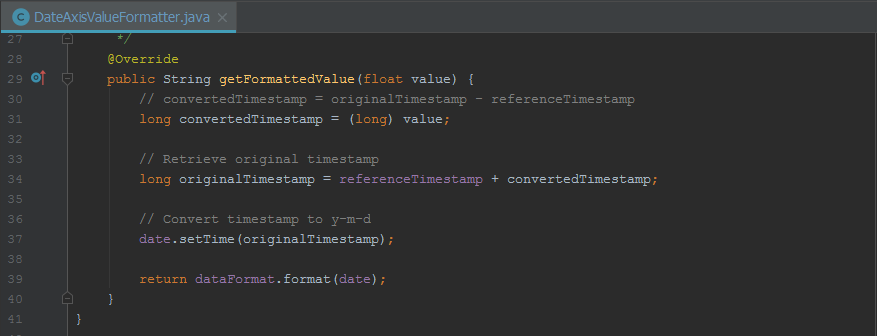 DateAxisValueFormatter.java
27 */
28 @Override
29 public String getFormattedValue(float value) {
30 // convertedTimestamp = originalTimestamp - referenceTimestamp
31 long convertedTimestamp = (long) value;
32
33 // Retrieve original timestamp
34 long originalTimestamp = referenceTimestamp + convertedTimestamp;
35
36 // Convert timestamp to y-m-d
37 date.setTime(originalTimestamp);
38
39 return dataFormat.format(date);
40 }
41 }